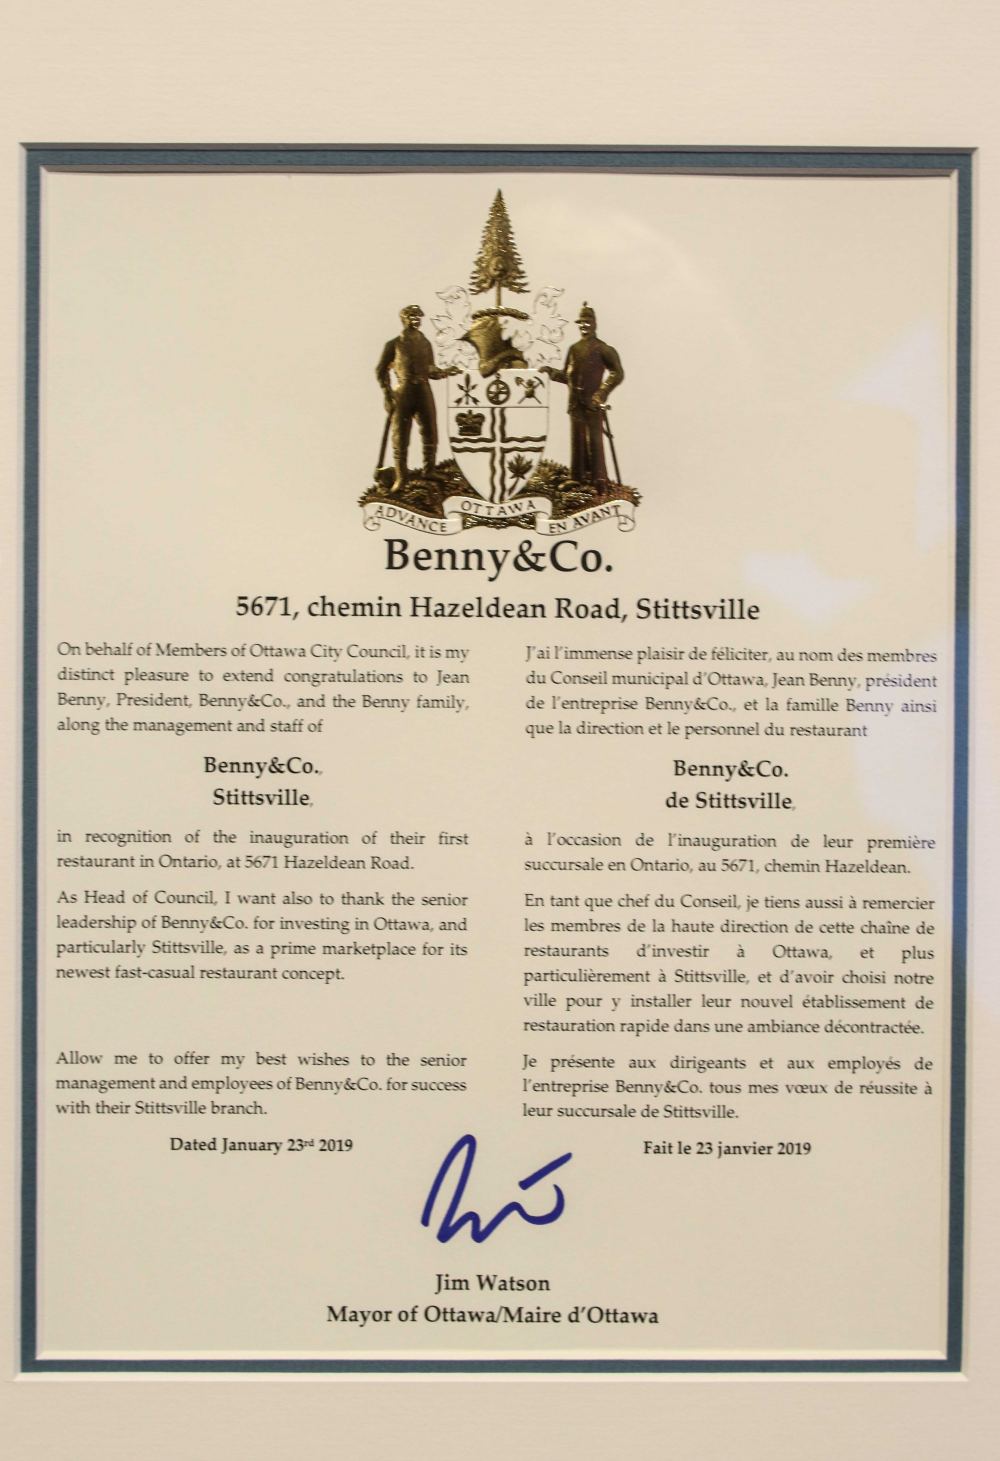 ADVANCE OTTAWA EN AVANT
Benny&Co.
5671, chemin Hazeldean Road, Stittsville
On behalf of Members of Ottawa City Council, it is my
distinct pleasure to extend congratulations to Jean
Benny, President, Benny&Co., and the Benny family,
along the management and staff of
Benny&Co.,
Stittsville,
in recognition of the inauguration of their first
restaurant in Ontario, at 5671 Hazeldean Road.
As Head of Council, I want also to thank the senior
leadership of Benny&Co. for investing in Ottawa, and
particularly Stittsville, as a prime marketplace for its
newest fast-casual restaurant concept.
Allow me to offer my best wishes to the senior
management and employees of Benny&Co. for success
with their Stittsville branch.
Dated January 23rd 2019
J'ai l'immense plaisir de féliciter, au nom des membres
du Conseil municipal d'Ottawa, Jean Benny, président
de l'entreprise Benny&Co., et la famille Benny ainsi
que la direction et le personnel du restaurant
Benny&Co.
de Stittsville,
à l'occasion de l'inauguration de leur première
succursale en Ontario, au 5671, chemin Hazeldean.
En tant que chef du Conseil, je tiens aussi à remercier
les membres de la haute direction de cette chaîne de
restaurants d'investir à Ottawa, et plus
particulièrement à Stittsville, et d'avoir choisi notre
ville pour y installer leur nouvel établissement de
restauration rapide dans une ambiance décontractée.
Je présente aux dirigeants et aux employés de
l'entreprise Benny&Co. tous mes vœux de réussite à
leur succursale de Stittsville.
Fait le 23 janvier 2019
Jim Watson
Mayor of Ottawa/Maire d'Ottawa